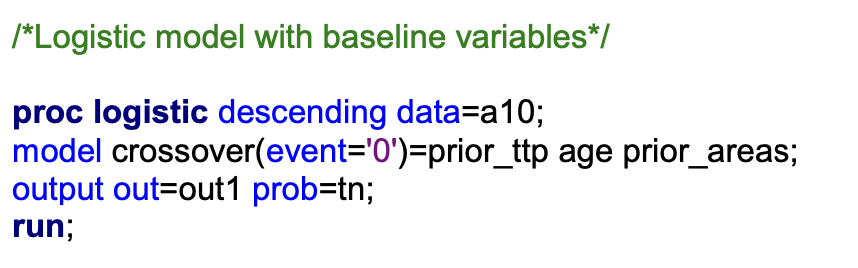 /*Logistic model with baseline variables*/
proc logistic descending data=a10;
model crossover(event='0')=prior_ttp age prior_areas;
output out=out1 prob=tn;
run;